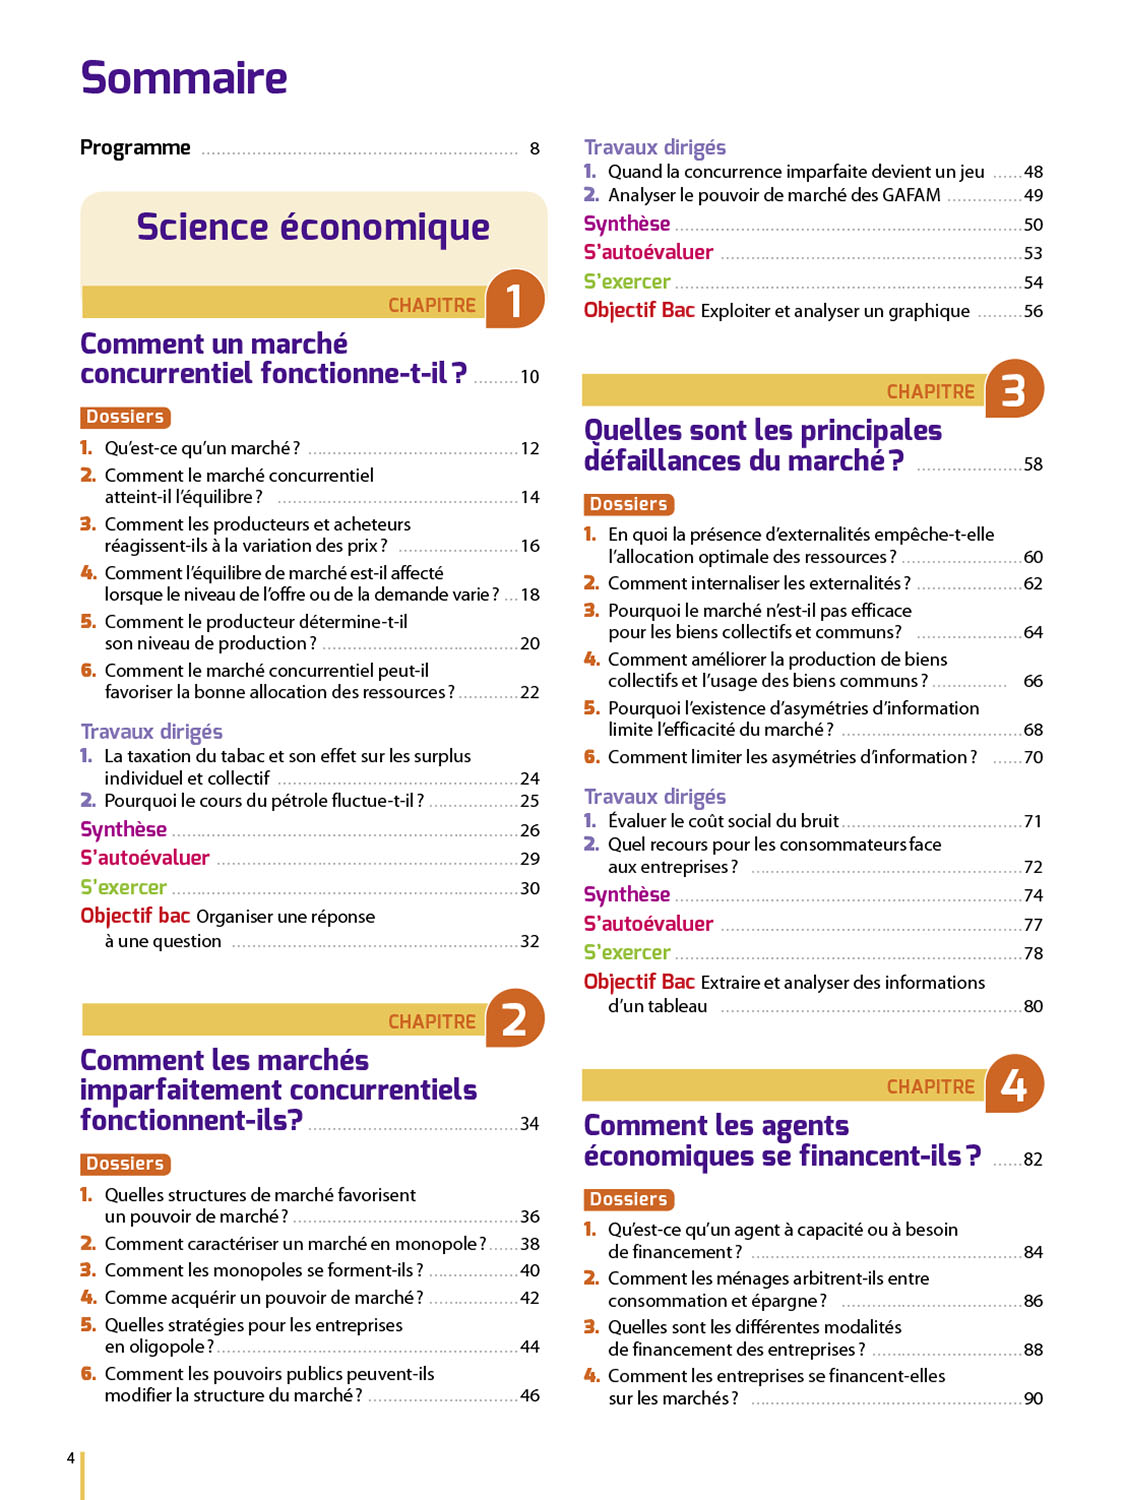 Sommaire
Programme ........ 8
Science économique
CHAPITRE 1
Comment un marché
concurrentiel fonctionne-t-il ? ........ 10
Dossiers
1. Qu’est-ce qu’un marché ? ........ 12
2. Comment le marché concurrentiel
atteint-il l’équilibre ? ........ 14
3. Comment les producteurs et acheteurs
réagissent-ils à la variation des prix ? ........ 16
4. Comment l’équilibre de marché est-il affecté
lorsque le niveau de l’offre ou de la demande varie ? ... 18
5. Comment le producteur détermine-t-il
son niveau de production ? ........ 20
6. Comment le marché concurrentiel peut-il
favoriser la bonne allocation des ressources ? ........ 22
Travaux dirigés
1. La taxation du tabac et son effet sur les surplus
individuel et collectif ........ 24
2. Pourquoi le cours du pétrole fluctue-t-il ? ........ 25
Synthèse ........ 26
S’autoévaluer ........ 29
S’exercer ........ 30
Objectif bac Organiser une réponse
à une question ........ 32
CHAPITRE 2
Comment les marchés
imparfaitement concurrentiels
fonctionnent-ils? ........ 34
Dossiers
1. Quelles structures de marché favorisent
un pouvoir de marché ? ........ 36
2. Comment caractériser un marché en monopole ? ...... 38
3. Comment les monopoles se forment-ils ? ........ 40
4. Comme acquérir un pouvoir de marché ? ........ 42
5. Quelles stratégies pour les entreprises
en oligopole ? ........ 44
6. Comment les pouvoirs publics peuvent-ils
modifier la structure du marché ? ........ 46
Travaux dirigés
1. Quand la concurrence imparfaite devient un jeu ...... 48
2. Analyser le pouvoir de marché des GAFAM ........ 49
Synthèse ........ 50
S’autoévaluer ........ 53
S’exercer ........ 54
Objectif Bac Exploiter et analyser un graphique ........ 56
CHAPITRE 3
Quelles sont les principales
défaillances du marché ? ........ 58
Dossiers
1. En quoi la présence d’externalités empêche-t-elle
l’allocation optimale des ressources ? ........ 60
2. Comment internaliser les externalités ? ........ 62
3. Pourquoi le marché n’est-il pas efficace
pour les biens collectifs et communs? ........ 64
4. Comment améliorer la production de biens
collectifs et l’usage des biens communs ? ........ 66
5. Pourquoi l’existence d’asymétries d’information
limite l’efficacité du marché ? ........ 68
6. Comment limiter les asymétries d’information ? ...... 70
Travaux dirigés
1. Évaluer le coût social du bruit ........ 71
2. Quel recours pour les consommateurs face
aux entreprises ? ........ 72
Synthèse ........ 74
S’autoévaluer ........ 77
S’exercer ........ 78
Objectif Bac Extraire et analyser des informations
d’un tableau ........ 80
CHAPITRE 4
Comment les agents
économiques se financent-ils ? ...... 82
Dossiers
1. Qu’est-ce qu’un agent à capacité ou à besoin
de financement ? ........ 84
2. Comment les ménages arbitrent-ils entre
consommation et épargne ? ........ 86
3. Quelles sont les différentes modalités
de financement des entreprises ? ........ 88
4. Comment les entreprises se financent-elles
sur les marchés ? ........ 90
4